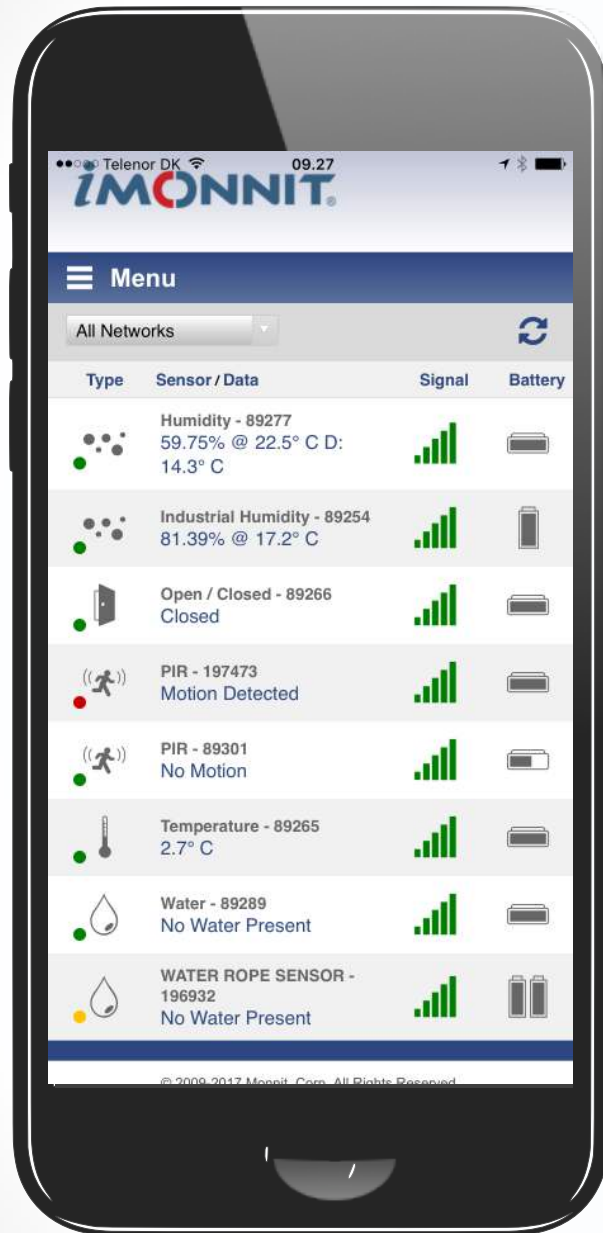 Telenor DK 09.27
iMONNIT®
Menu
All Networks
Type Sensor / Data Signal Battery
Humidity - 89277
59.75% @ 22.5° C D:
14.3° C
Industrial Humidity - 89254
81.39% @ 17.2° C
Open / Closed - 89266
Closed
PIR - 197473
Motion Detected
PIR - 89301
No Motion
Temperature - 89265
2.7° C
Water - 89289
No Water Present
WATER ROPE SENSOR -
196932
No Water Present
© 2009-2017 Monnit, Corp. All Rights Reserved